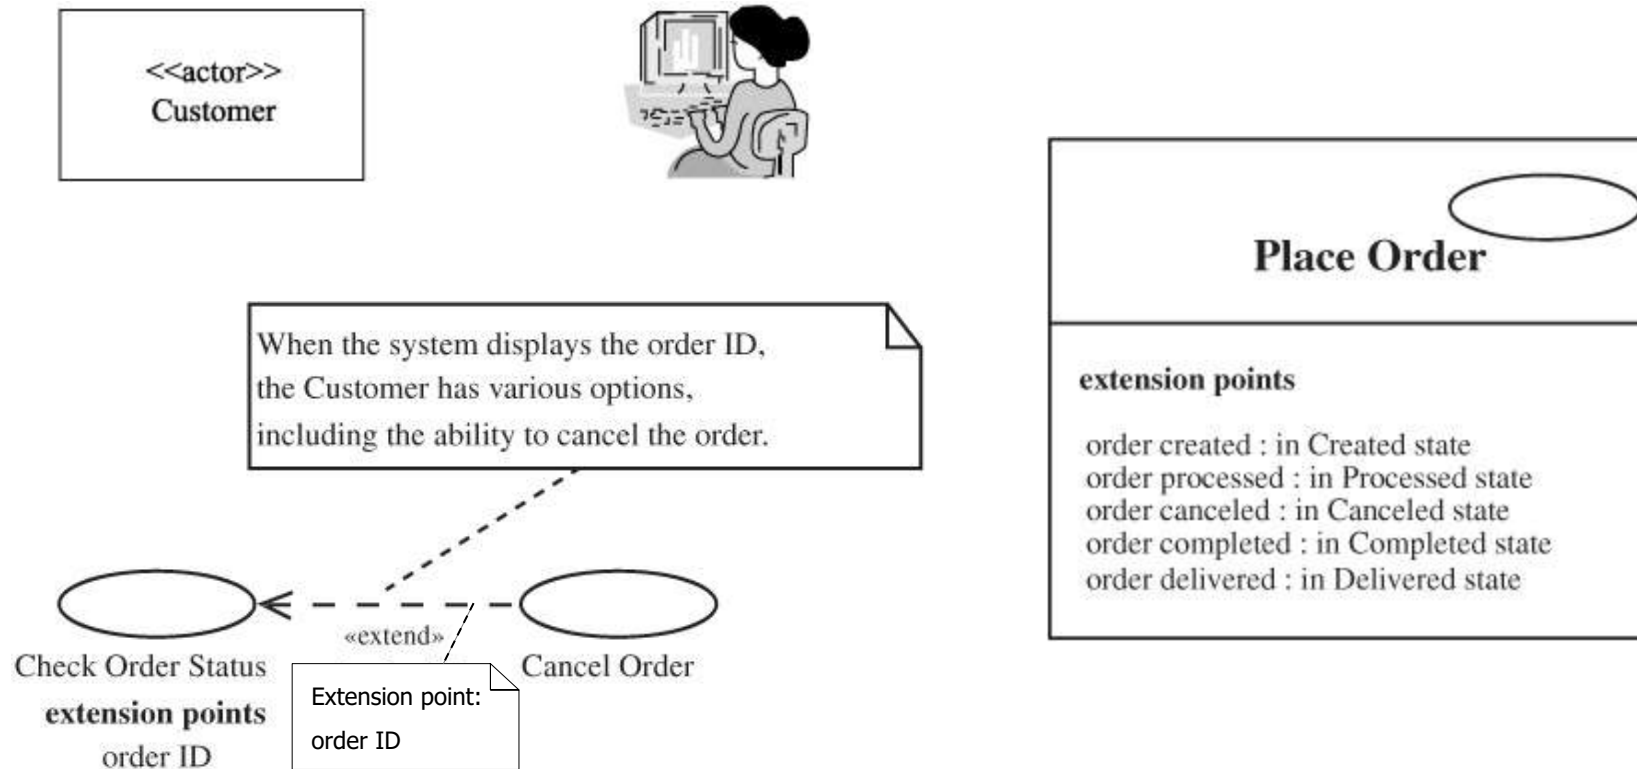 <<actor>>
Customer
Place Order
When the system displays the order ID,
the Customer has various options,
including the ability to cancel the order.
extension points
order created : in Created state
order processed : in Processed state
order canceled : in Canceled state
order completed : in Completed state
order delivered : in Delivered state
«extend»
Check Order Status
extension points
order ID
Extension point:
order ID
Cancel Order